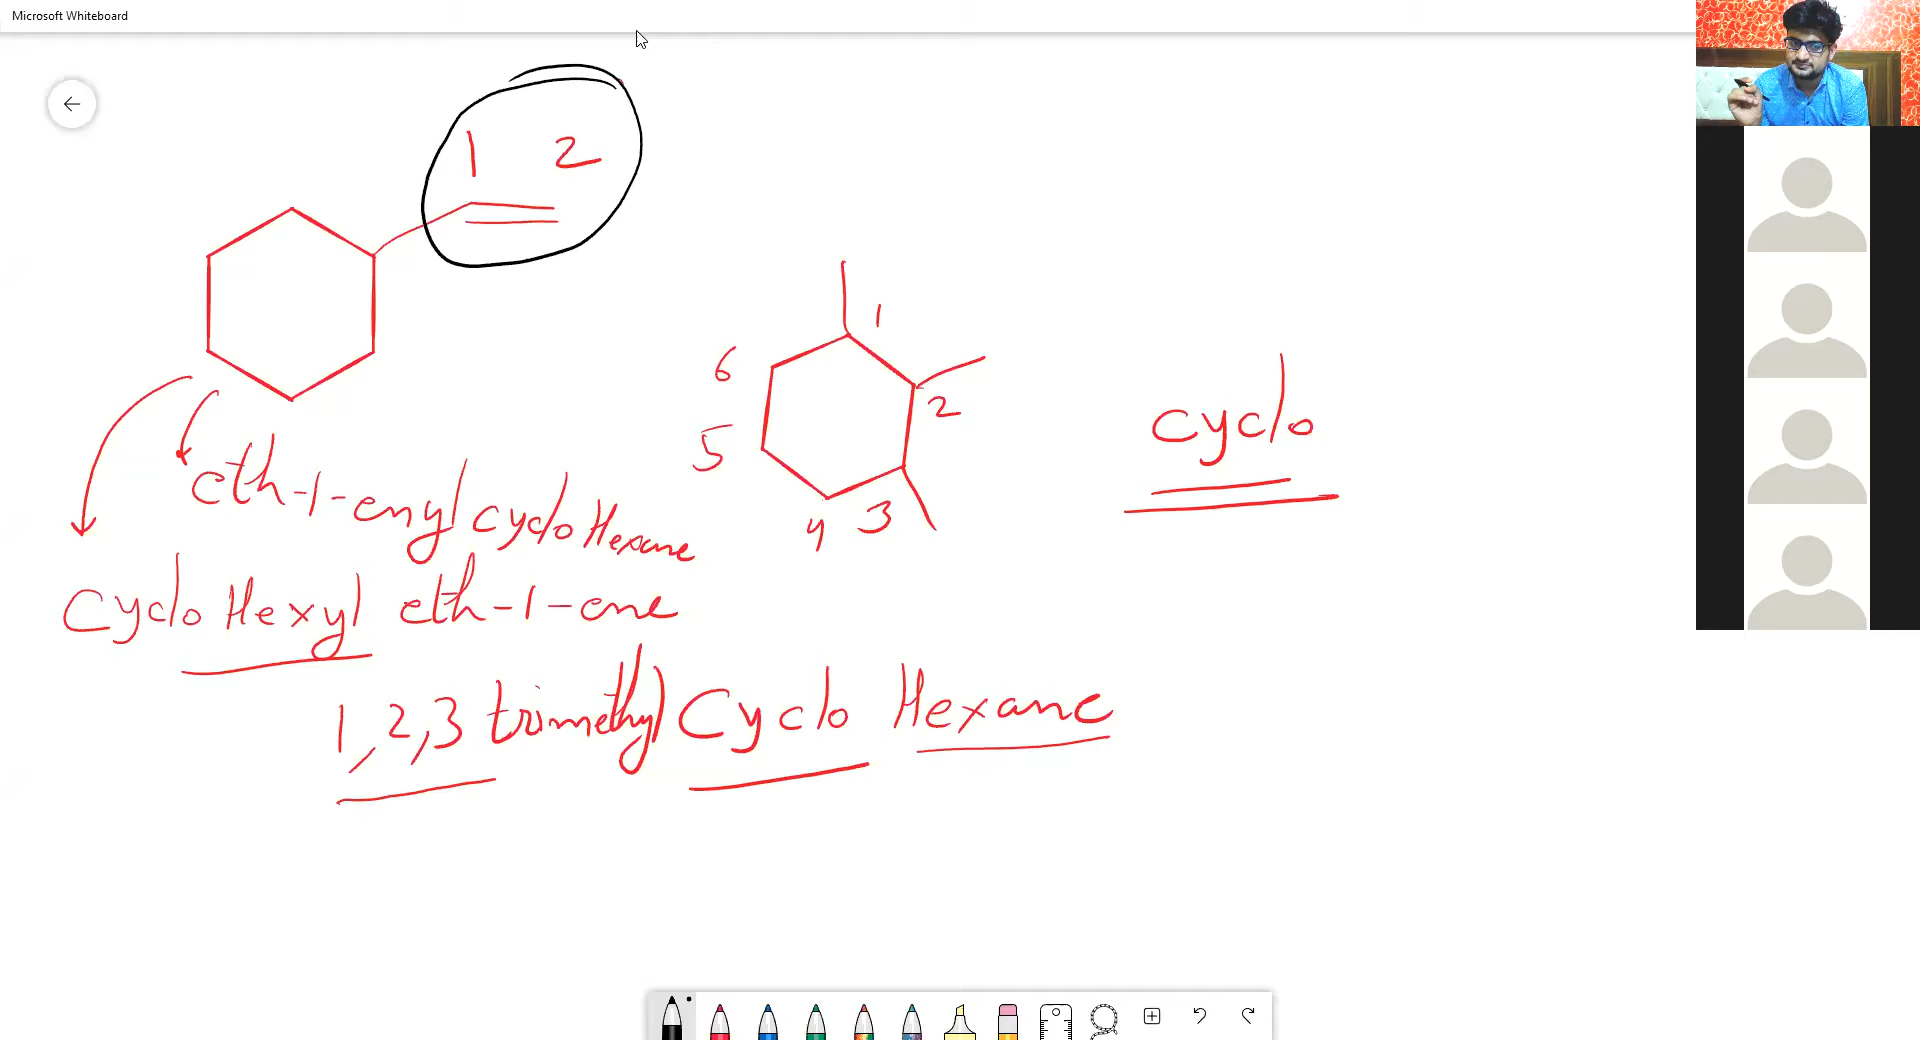 Microsoft Whiteboard
1 2
1
6
2
5
4 3
cyclo
eth-1-enyl cyclo Hexane
Cyclo Hexyl eth-1-ene
1,2,3 trimethyl Cyclo Hexane